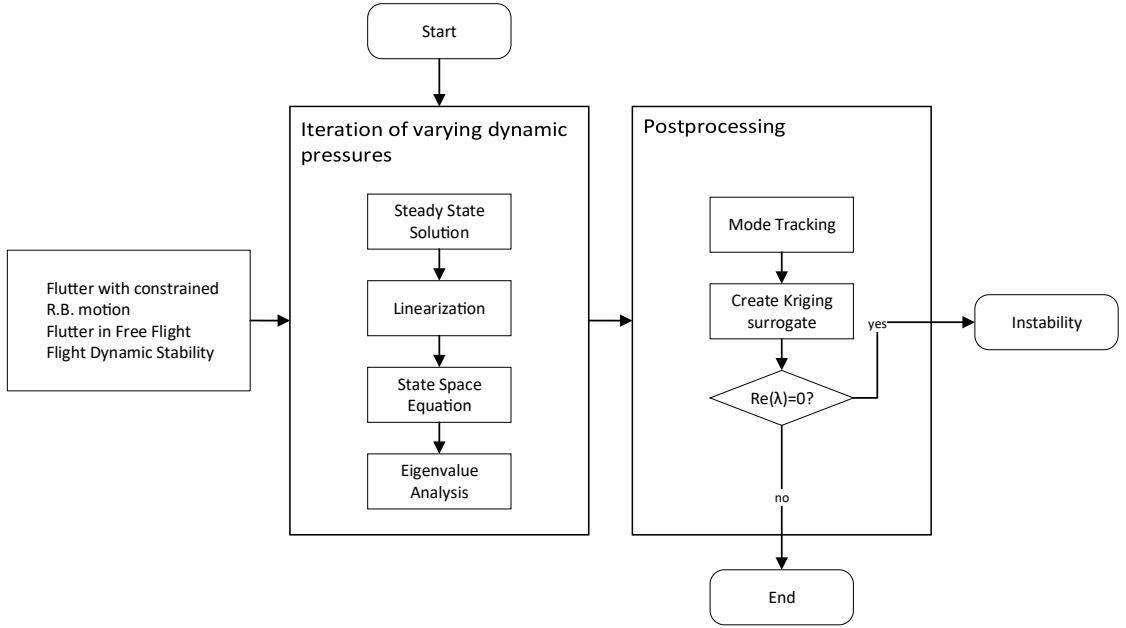 Start
Iteration of varying dynamic
pressures
Steady State
Solution
Linearization
State Space
Equation
Eigenvalue
Analysis
Flutter with constrained
R.B. motion
Flutter in Free Flight
Flight Dynamic Stability
Postprocessing
Mode Tracking
Create Kriging
surrogate
Re(λ)=0?
yes
Instability
no
End